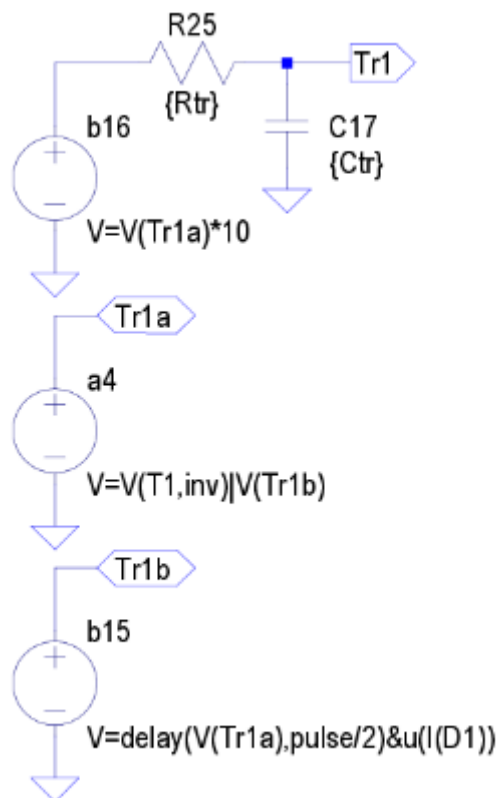 R25
Tr1
{Rtr}
b16
C17
{Ctr}
V=V(Tr1a)*10
Tr1a
a4
V=V(T1,inv)|V(Tr1b)
Tr1b
b15
V=delay(V(Tr1a),pulse/2)&u(I(D1))